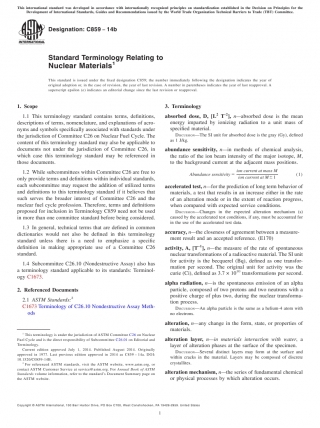 This international standard was developed in accordance with internationally recognized principles on standardization established in the Decision on Principles for the
Development of International Standards, Guides and Recommendations issued by the World Trade Organization Technical Barriers to Trade (TBT) Committee.
Designation: C859 − 14b
INTERNATIONAL
Standard Terminology Relating to
Nuclear Materials1
This standard is issued under the fixed designation C859; the number immediately following the designation indicates the year of
original adoption or, in the case of revision, the year of last revision. A number in parentheses indicates the year of last reapproval. A
superscript epsilon (ε) indicates an editorial change since the last revision or reapproval.
1. Scope
1.1 This terminology standard contains terms, definitions,
descriptions of terms, nomenclature, and explanations of acro-
nyms and symbols specifically associated with standards under
the jurisdiction of Committee C26 on Nuclear Fuel Cycle. The
content of this terminology standard may also be applicable to
documents not under the jurisdiction of Committee C26, in
which case this terminology standard may be referenced in
those documents.
1.2 While subcommittees within Committee C26 are free to
only provide terms and definitions within individual standards,
each subcommittee may request the addition of utilized terms
and definitions to this terminology standard if it believes that
such serves the broader interest of Committee C26 and the
nuclear fuel cycle profession. Therefore, terms and definitions
proposed for inclusion in Terminology C859 need not be used
in more than one committee standard before being considered.
1.3 In general, technical terms that are defined in common
dictionaries would not also be defined in this terminology
standard unless there is a need to emphasize a specific
definition in making appropriate use of a Committee C26
standard.
1.4 Subcommittee C26.10 (Nondestructive Assay) also has
a terminology standard applicable to its standards: Terminol-
ogy C1673.
2. Referenced Documents
2.1 ASTM Standards:2
C1673 Terminology of C26.10 Nondestructive Assay Meth-
ods
1 This terminology is under the jurisdiction of ASTM Committee C26 on Nuclear
Fuel Cycle and is the direct responsibility of Subcommittee C26.01 on Editorial and
Terminology.
Current edition approved July 1, 2014. Published August 2014. Originally
approved in 1977. Last previous edition approved in 2014 as C859 – 14a. DOI:
10.1520/C0859-14B.
2 For referenced ASTM standards, visit the ASTM website, www.astm.org, or
contact ASTM Customer Service at service@astm.org. For Annual Book of ASTM
Standards volume information, refer to the standard's Document Summary page on
the ASTM website.
3. Terminology
absorbed dose, D, [L2 T-2], n—absorbed dose is the mean
energy imparted by ionizing radiation to a unit mass of
specified material.
DISCUSSION—The SI unit for absorbed dose is the gray (Gy), defined
as 1 J/kg.
abundance sensitivity, n—in methods of chemical analysis,
the ratio of the ion beam intensity of the major isotope, M,
to the background current at the adjacent mass positions.
Abundance sensitivity = ion current at mass M / ion current at M±1 (1)
accelerated test, n—for the prediction of long term behavior of
materials, a test that results in an increase either in the rate
of an alteration mode or in the extent of reaction progress,
when compared with expected service conditions.
DISCUSSION—Changes in the expected alteration mechanism (s)
caused by the accelerated test conditions, if any, must be accounted for
in the use of the accelerated test data.
accuracy, n—the closeness of agreement between a measure-
ment result and an accepted reference. (E170)
activity, A, [T-1], n—the measure of the rate of spontaneous
nuclear transformations of a radioactive material. The SI unit
for activity is the becquerel (Bq), defined as one transfor-
mation per second. The original unit for activity was the
curie (Ci), defined as 3.7 × 1010 transformations per second.
alpha radiation, n—is the spontaneous emission of an alpha
particle, composed of two protons and two neutrons with a
positive charge of plus two, during the nuclear transforma-
tion process.
DISCUSSION—An alpha particle is the same as a helium-4 atom with
no electrons.
alteration, n—any change in the form, state, or properties of
materials.
alteration layer, n—in materials interaction with water, a
layer of alteration phases at the surface of the specimen.
DISCUSSION—Several distinct layers may form at the surface and
within cracks in the material. Layers may be composed of discrete
crystallites.
alteration mechanism, n—the series of fundamental chemical
or physical processes by which alteration occurs.
Copyright © ASTM International, 100 Barr Harbor Drive, PO Box C700, West Conshohocken, PA 19428-2959. United States
1